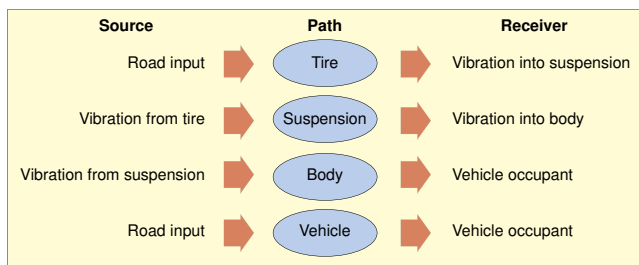 Source Path Receiver
Road input Tire Vibration into suspension
Vibration from tire Suspension Vibration into body
Vibration from suspension Body Vehicle occupant
Road input Vehicle Vehicle occupant